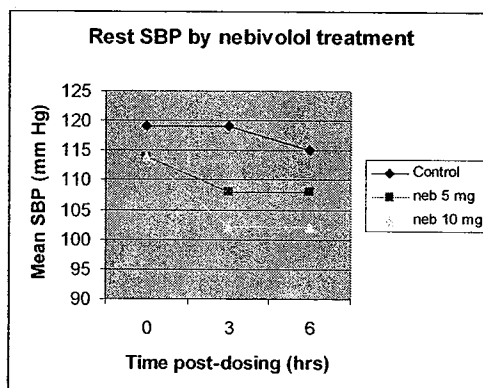 Rest SBP by nebivolol treatment
Mean SBP (mm Hg)
120
115
110
105
100
95
90
0 3 6
Time post-dosing (hrs)
Control
neb 5 mg
neb 10 mg